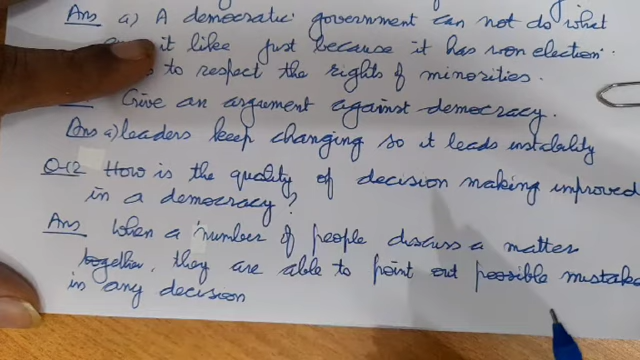 Ans a) A democratic government can not do what
it like just because it has won election.
to respect the rights of minorities.
Give an argument against democracy.
Ans a) leaders keep changing so it leads instability
Q-12 How is the quality of decision making improved
in a democracy?
Ans When a number of people discuss a matter
together, they are able to point out possible mistake
in any decision